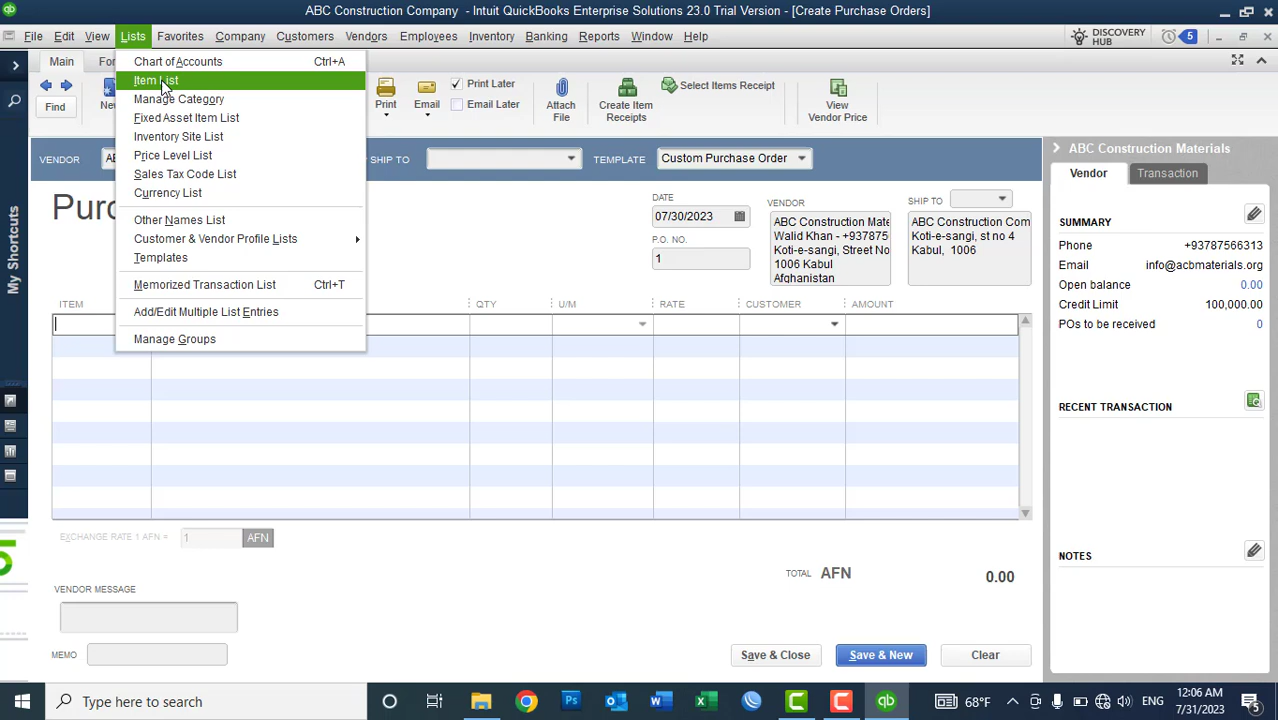 ABC Construction Company - Intuit QuickBooks Enterprise Solutions 23.0 Trial Version - [Create Purchase Orders]
File Edit View Lists Favorites Company Customers Vendors Employees Inventory Banking Reports Window Help
DISCOVERY HUB
5
Main
Find
Print
Email
Print Later
Email Later
Attach File
Create Item Receipts
Select Items Receipt
View Vendor Price
Chart of Accounts Ctrl+A
Item List
Manage Category
Fixed Asset Item List
Inventory Site List
Price Level List
Sales Tax Code List
Currency List
Other Names List
Customer & Vendor Profile Lists
Templates
Memorized Transaction List Ctrl+T
Add/Edit Multiple List Entries
Manage Groups
My Shortcuts
VENDOR
SHIP TO
TEMPLATE Custom Purchase Order
DATE
07/30/2023
P.O. NO.
1
VENDOR
ABC Construction Mate
Walid Khan - +937875
Koti-e-sangi, Street No
1006 Kabul
Afghanistan
SHIP TO
ABC Construction Com
Koti-e-sangi, st no 4
Kabul, 1006
ITEM QTY U/M RATE CUSTOMER AMOUNT
EXCHANGE RATE 1 AFN = 1 AFN
TOTAL AFN 0.00
VENDOR MESSAGE
MEMO
Save & Close
Save & New
Clear
ABC Construction Materials
Vendor
Transaction
SUMMARY
Phone +93787566313
Email info@acbmaterials.org
Open balance 0.00
Credit Limit 100,000.00
POs to be received 0
RECENT TRANSACTION
NOTES
Type here to search
68°F
ENG
12:06 AM
7/31/2023
5